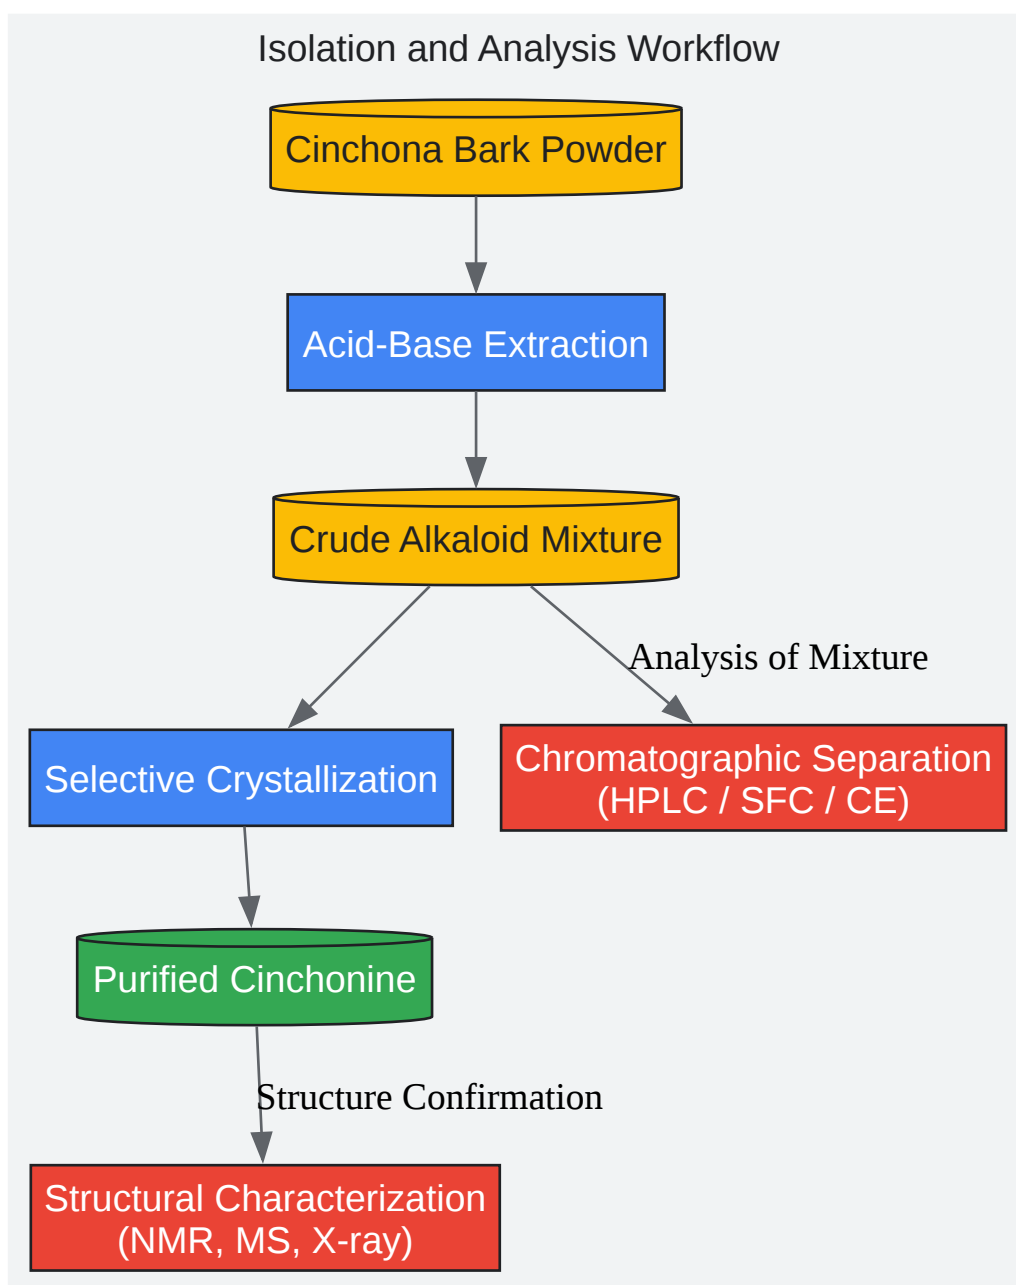 Isolation and Analysis Workflow
Cinchona Bark Powder
Acid-Base Extraction
Crude Alkaloid Mixture
Analysis of Mixture
Selective Crystallization
Chromatographic Separation
(HPLC / SFC / CE)
Purified Cinchonine
Structure Confirmation
Structural Characterization
(NMR, MS, X-ray)